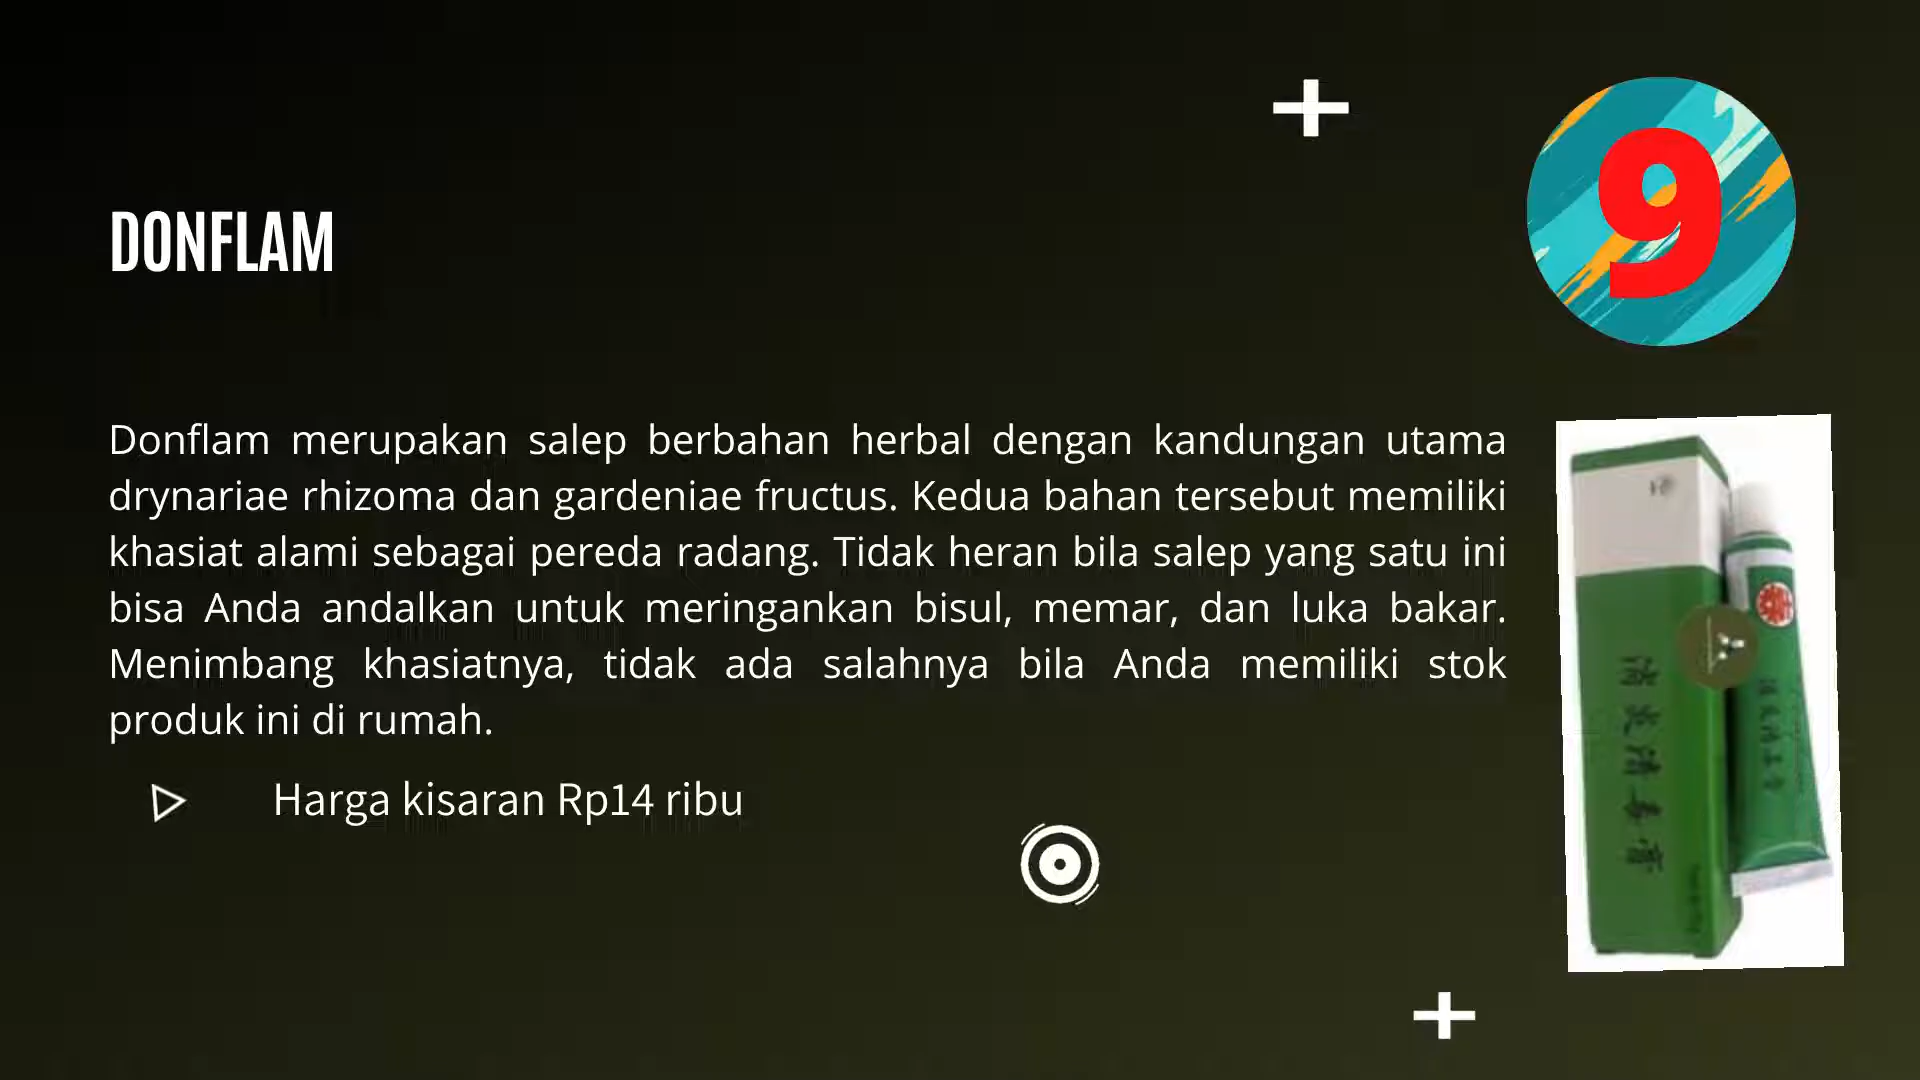 9
DONFLAM
Donflam merupakan salep berbahan herbal dengan kandungan utama
drynariae rhizoma dan gardeniae fructus. Kedua bahan tersebut memiliki
khasiat alami sebagai pereda radang. Tidak heran bila salep yang satu ini
bisa Anda andalkan untuk meringankan bisul, memar, dan luka bakar.
Menimbang khasiatnya, tidak ada salahnya bila Anda memiliki stok
produk ini di rumah.
Harga kisaran Rp14 ribu